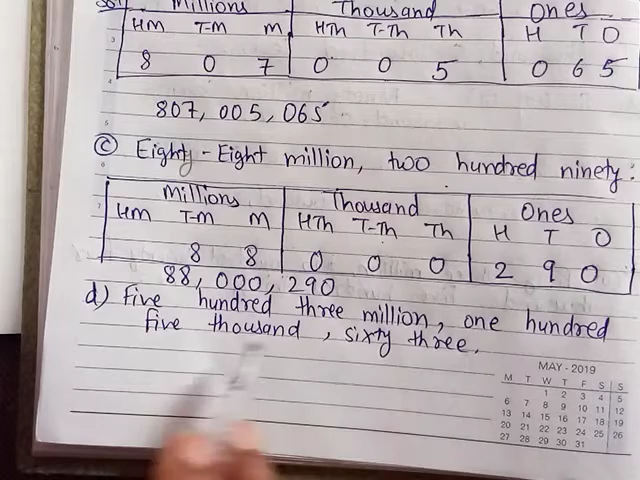 Millions Thousand Ones
HM T-M M HTh T-Th Th H T O
8 0 7 0 0 5 0 6 5
807, 005, 065
c Eighty - Eight million, two hundred ninety:
Millions Thousand Ones
HM T-M M HTh T-Th Th H T O
8 8 0 0 0 2 9 0
88, 000, 290
d) five hundred three million, one hundred
five thousand, sixty three.
MAY - 2019
M T W T F S S
1 2 3 4 5
6 7 8 9 10 11 12
13 14 15 16 17 18 19
20 21 22 23 24 25 26
27 28 29 30 31